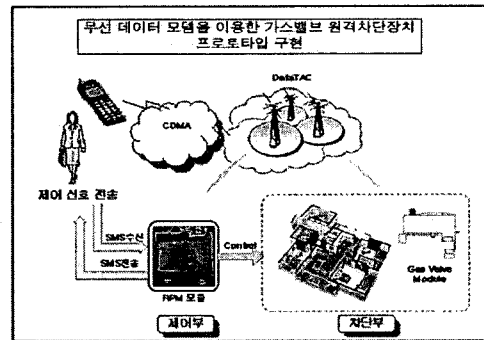 무선 데이터 모뎀을 이용한 가스밸브 원격차단장치
프로토타입 구현
DataTAC
CDMA
제어 신호 전송
SMS수신
SMS전송
Control
RPM 모듈
Gas Valve
Module
제어부
차단부